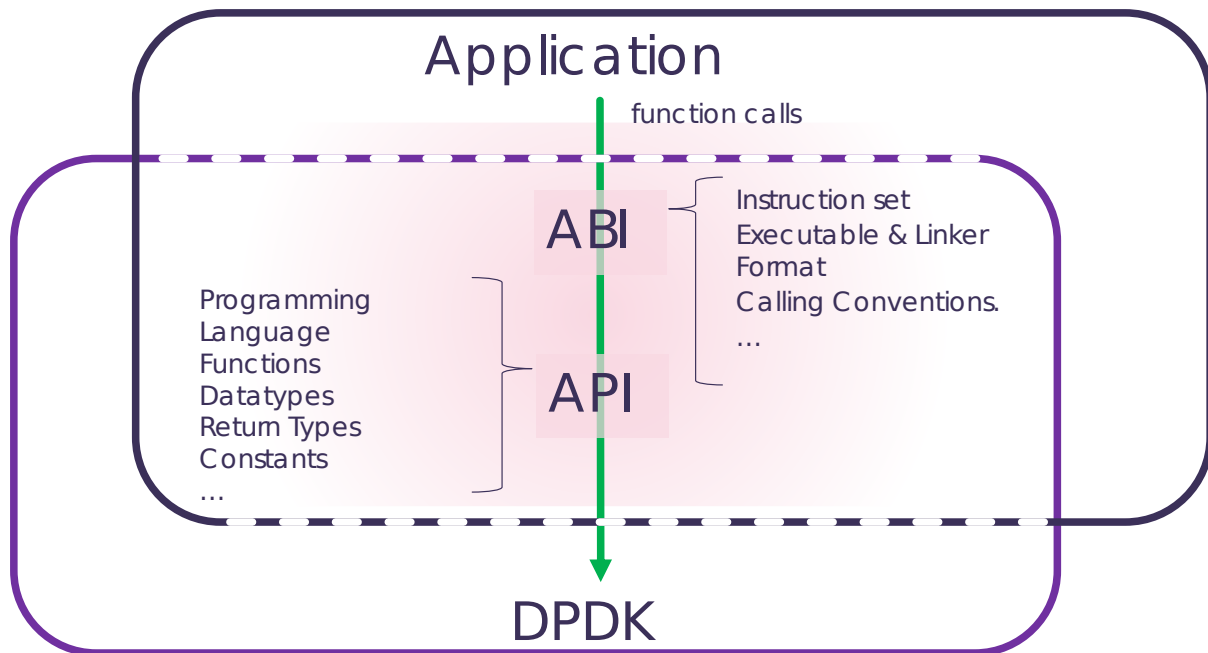 Application
function calls
ABI
Instruction set
Executable & Linker
Format
Calling Conventions.
…
Programming
Language
Functions
Datatypes
Return Types
Constants
…
API
DPDK